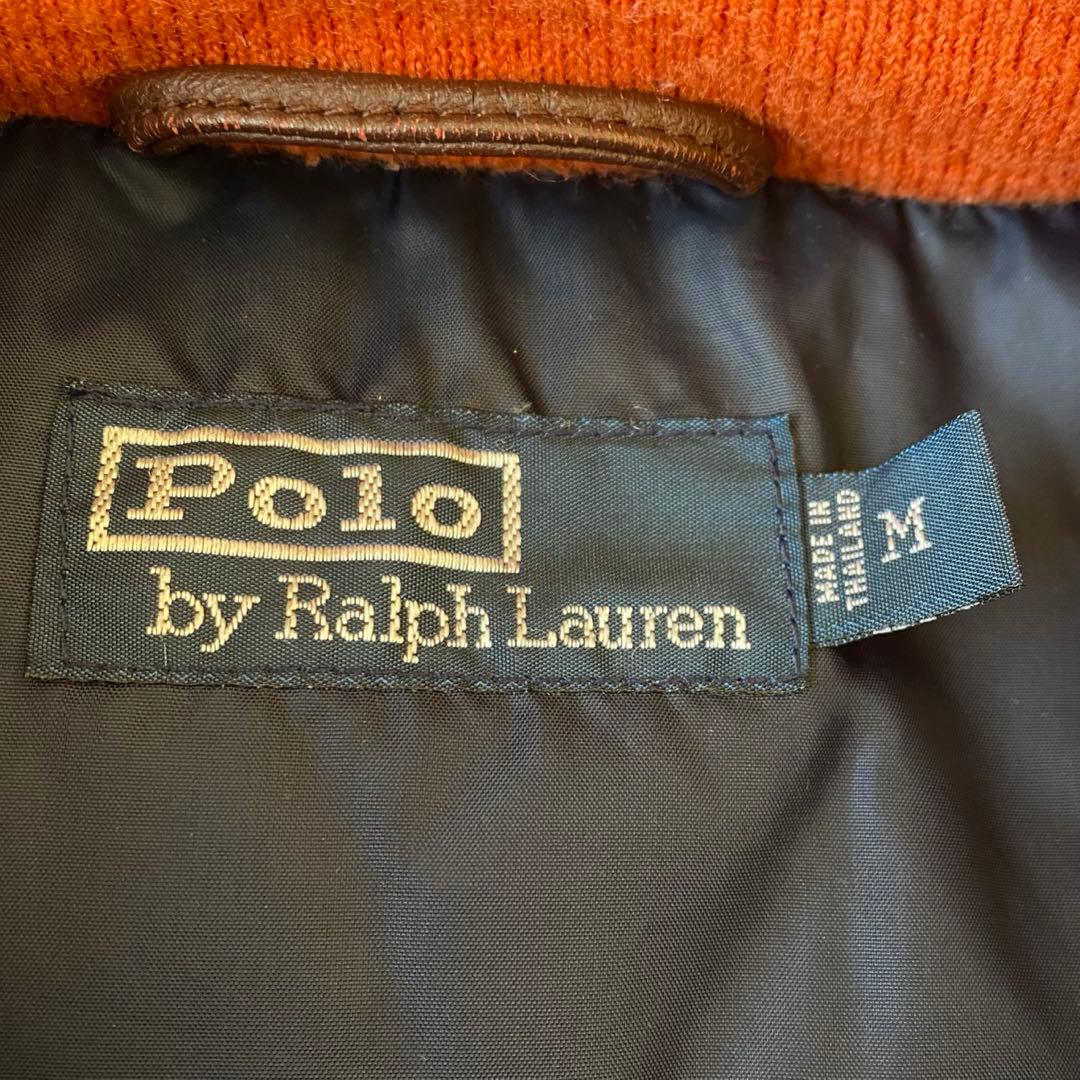 Polo
by Ralph Lauren
MADE IN
THAILAND
M